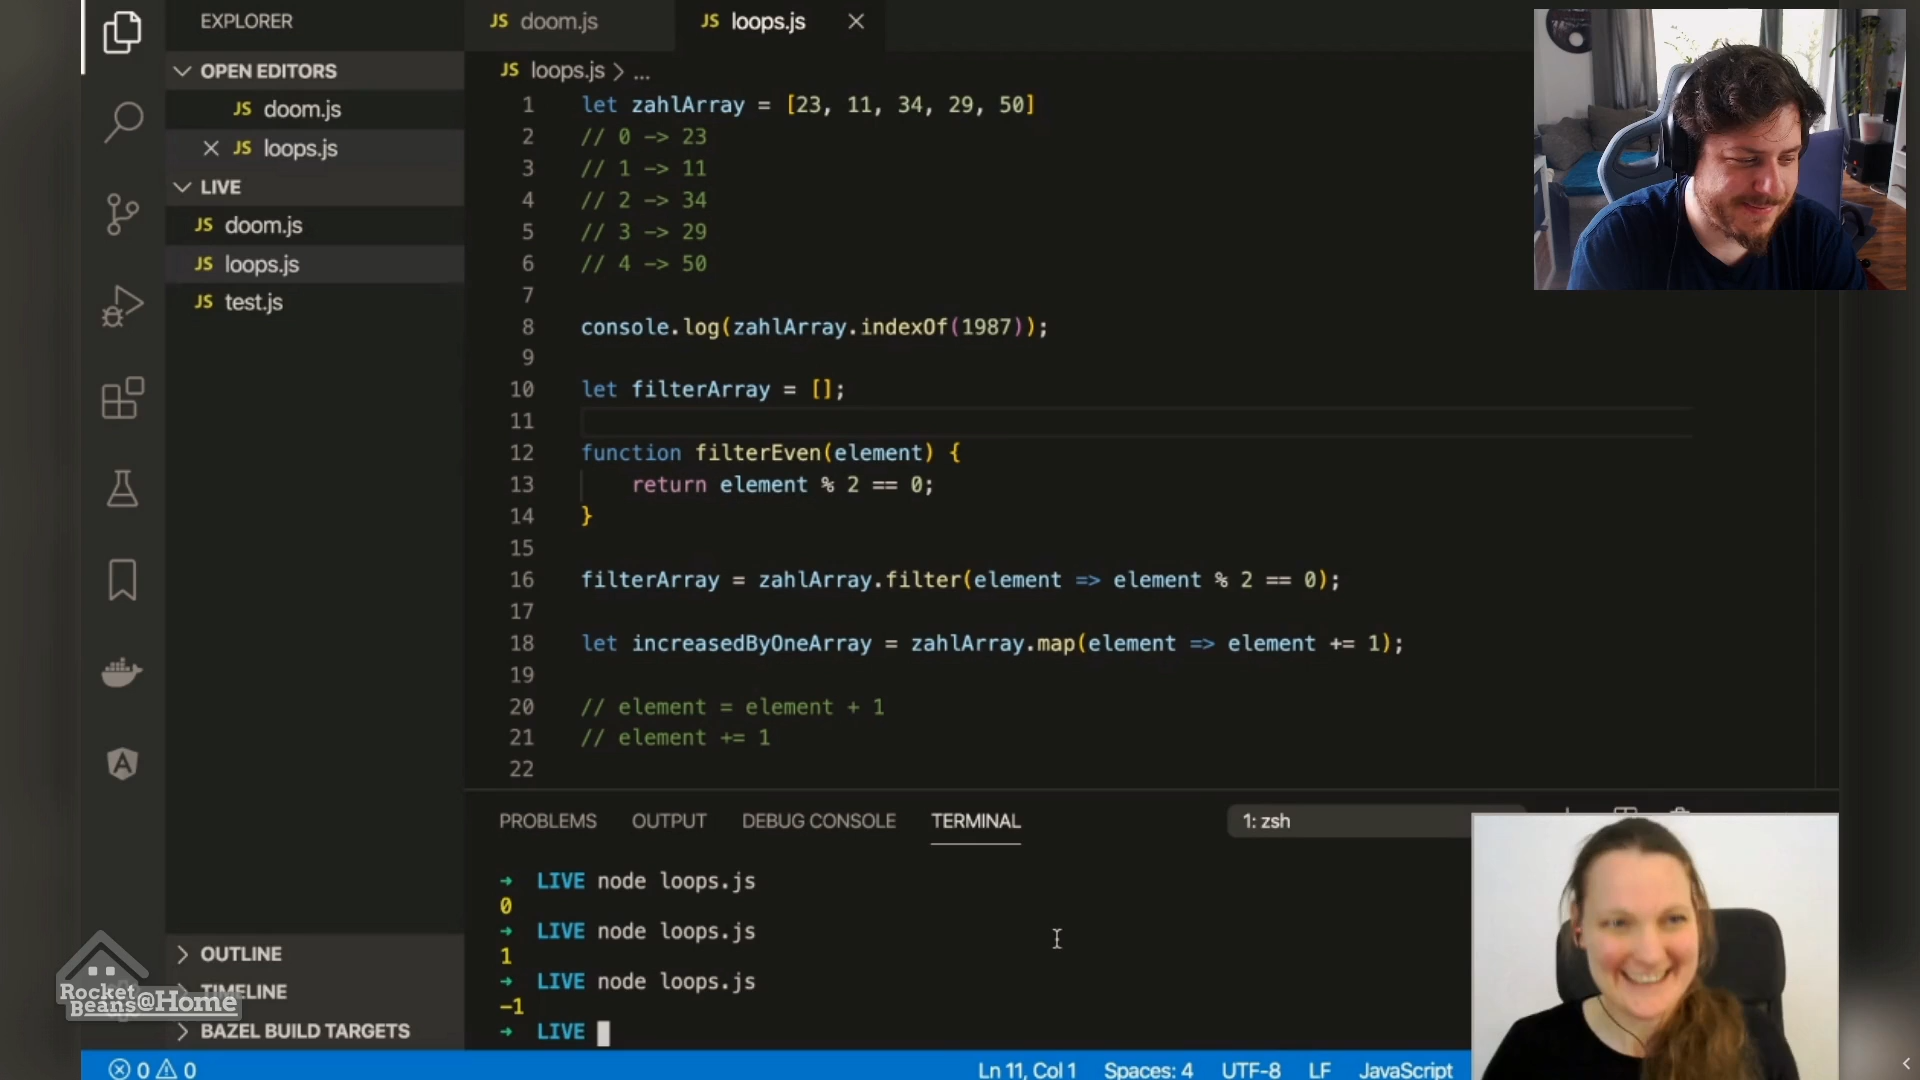 EXPLORER
OPEN EDITORS
JS doom.js
JS loops.js
LIVE
JS doom.js
JS loops.js
JS test.js
OUTLINE
TIMELINE
BAZEL BUILD TARGETS
JS doom.js
JS loops.js
JS loops.js > ...
1 let zahlArray = [23, 11, 34, 29, 50]
2 // 0 -> 23
3 // 1 -> 11
4 // 2 -> 34
5 // 3 -> 29
6 // 4 -> 50
7
8 console.log(zahlArray.indexOf(1987));
9
10 let filterArray = [];
11
12 function filterEven(element) {
13 return element % 2 == 0;
14 }
15
16 filterArray = zahlArray.filter(element => element % 2 == 0);
17
18 let increasedByOneArray = zahlArray.map(element => element += 1);
19
20 // element = element + 1
21 // element += 1
22
PROBLEMS OUTPUT DEBUG CONSOLE TERMINAL 1: zsh
→ LIVE node loops.js
0
→ LIVE node loops.js
1
→ LIVE node loops.js
-1
→ LIVE
Rocket
Beans@Home
0 0 Ln 11, Col 1 Spaces: 4 UTF-8 LF JavaScript